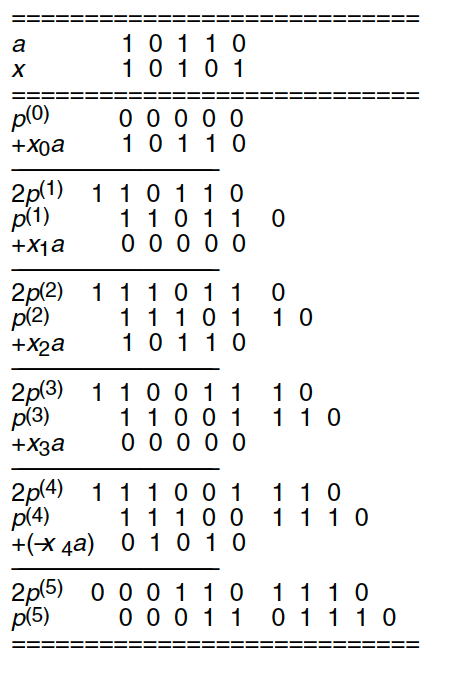 ============================
a 1 0 1 1 0
x 1 0 1 0 1
============================
p(0) 0 0 0 0 0
+x0a 1 0 1 1 0
2p(1) 1 1 0 1 1 0
p(1) 1 1 0 1 1 0
+x1a 0 0 0 0 0
2p(2) 1 1 1 0 1 1 0
p(2) 1 1 1 0 1 1 0
+x2a 1 0 1 1 0
2p(3) 1 1 0 0 1 1 1 0
p(3) 1 1 0 0 1 1 1 0
+x3a 0 0 0 0 0
2p(4) 1 1 1 0 0 1 1 1 0
p(4) 1 1 1 0 0 1 1 1 0
+(-x 4a) 0 1 0 1 0
2p(5) 0 0 0 1 1 0 1 1 1 0
p(5) 0 0 0 1 1 0 1 1 1 0
============================